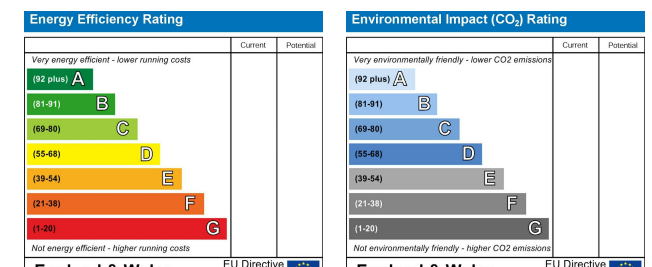 Energy Efficiency Rating
Current Potential
Very energy efficient - lower running costs
(92 plus) A
(81-91) B
(69-80) C
(55-68) D
(39-54) E
(21-38) F
(1-20) G
Not energy efficient - higher running costs
EU Directive
Environmental Impact (CO₂) Rating
Current Potential
Very environmentally friendly - lower CO2 emissions
(92 plus) A
(81-91) B
(69-80) C
(55-68) D
(39-54) E
(21-38) F
(1-20) G
Not environmentally friendly - higher CO2 emissions
EU Directive